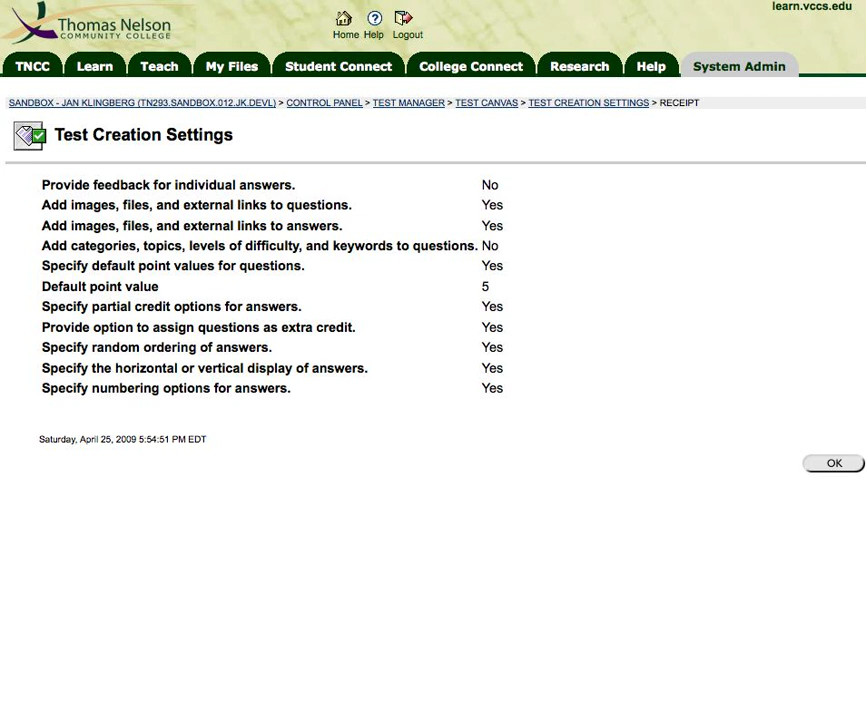 learn.vccs.edu
Thomas Nelson
COMMUNITY COLLEGE
Home Help Logout
TNCC Learn Teach My Files Student Connect College Connect Research Help System Admin
SANDBOX - JAN KLINGBERG (TN293.SANDBOX.012.JK.DEVL) > CONTROL PANEL > TEST MANAGER > TEST CANVAS > TEST CREATION SETTINGS > RECEIPT
Test Creation Settings
Provide feedback for individual answers. No
Add images, files, and external links to questions. Yes
Add images, files, and external links to answers. Yes
Add categories, topics, levels of difficulty, and keywords to questions. No
Specify default point values for questions. Yes
Default point value 5
Specify partial credit options for answers. Yes
Provide option to assign questions as extra credit. Yes
Specify random ordering of answers. Yes
Specify the horizontal or vertical display of answers. Yes
Specify numbering options for answers. Yes
Saturday, April 25, 2009 5:54:51 PM EDT
OK